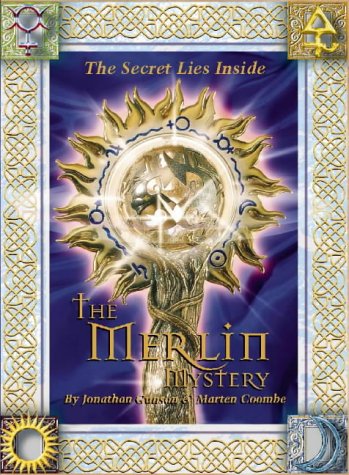 The Secret Lies Inside
THE
MERLIN
MYSTERY
By Jonathan Gunson & Marten Coombe